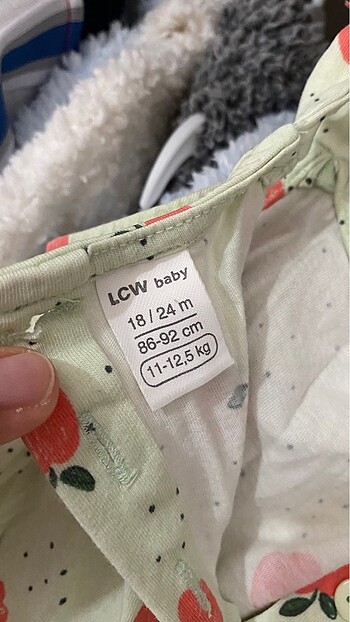 LCW baby
18 / 24 m
86-92 cm
11-12,5 kg